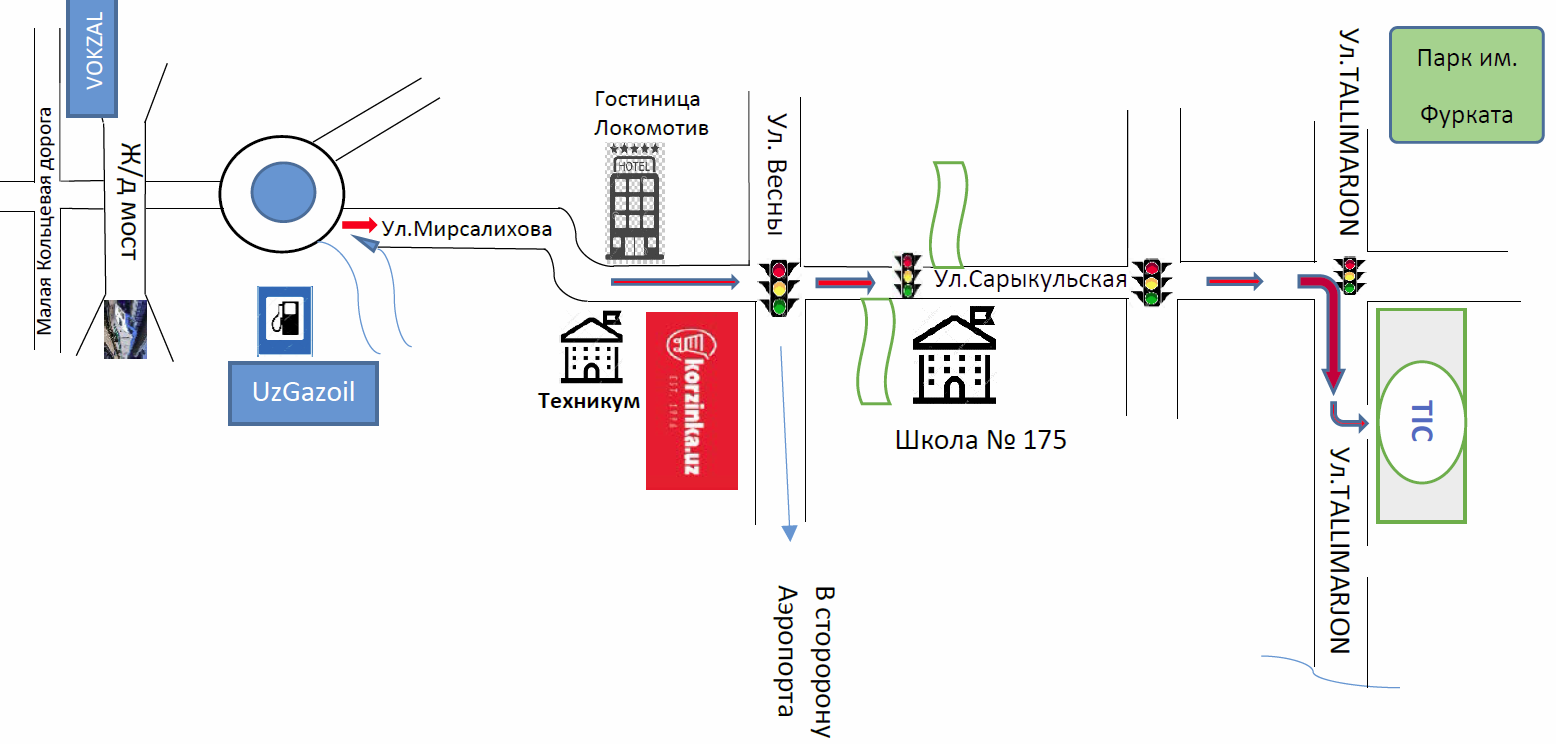 VOKZAL
Малая Кольцевая дорога
Ж/д мост
Ул.Мирсалихова
UzGazoil
Гостиница
Локомотив
HOTEL
Техникум
korzinka.uz
EST. 1996
Ул. Весны
В сторорону
Аэропорта
Ул.Сарыкульская
Школа № 175
Ул.TALLIMARJON
Парк им.
Фурката
TIC
Ул.TALLIMARJON